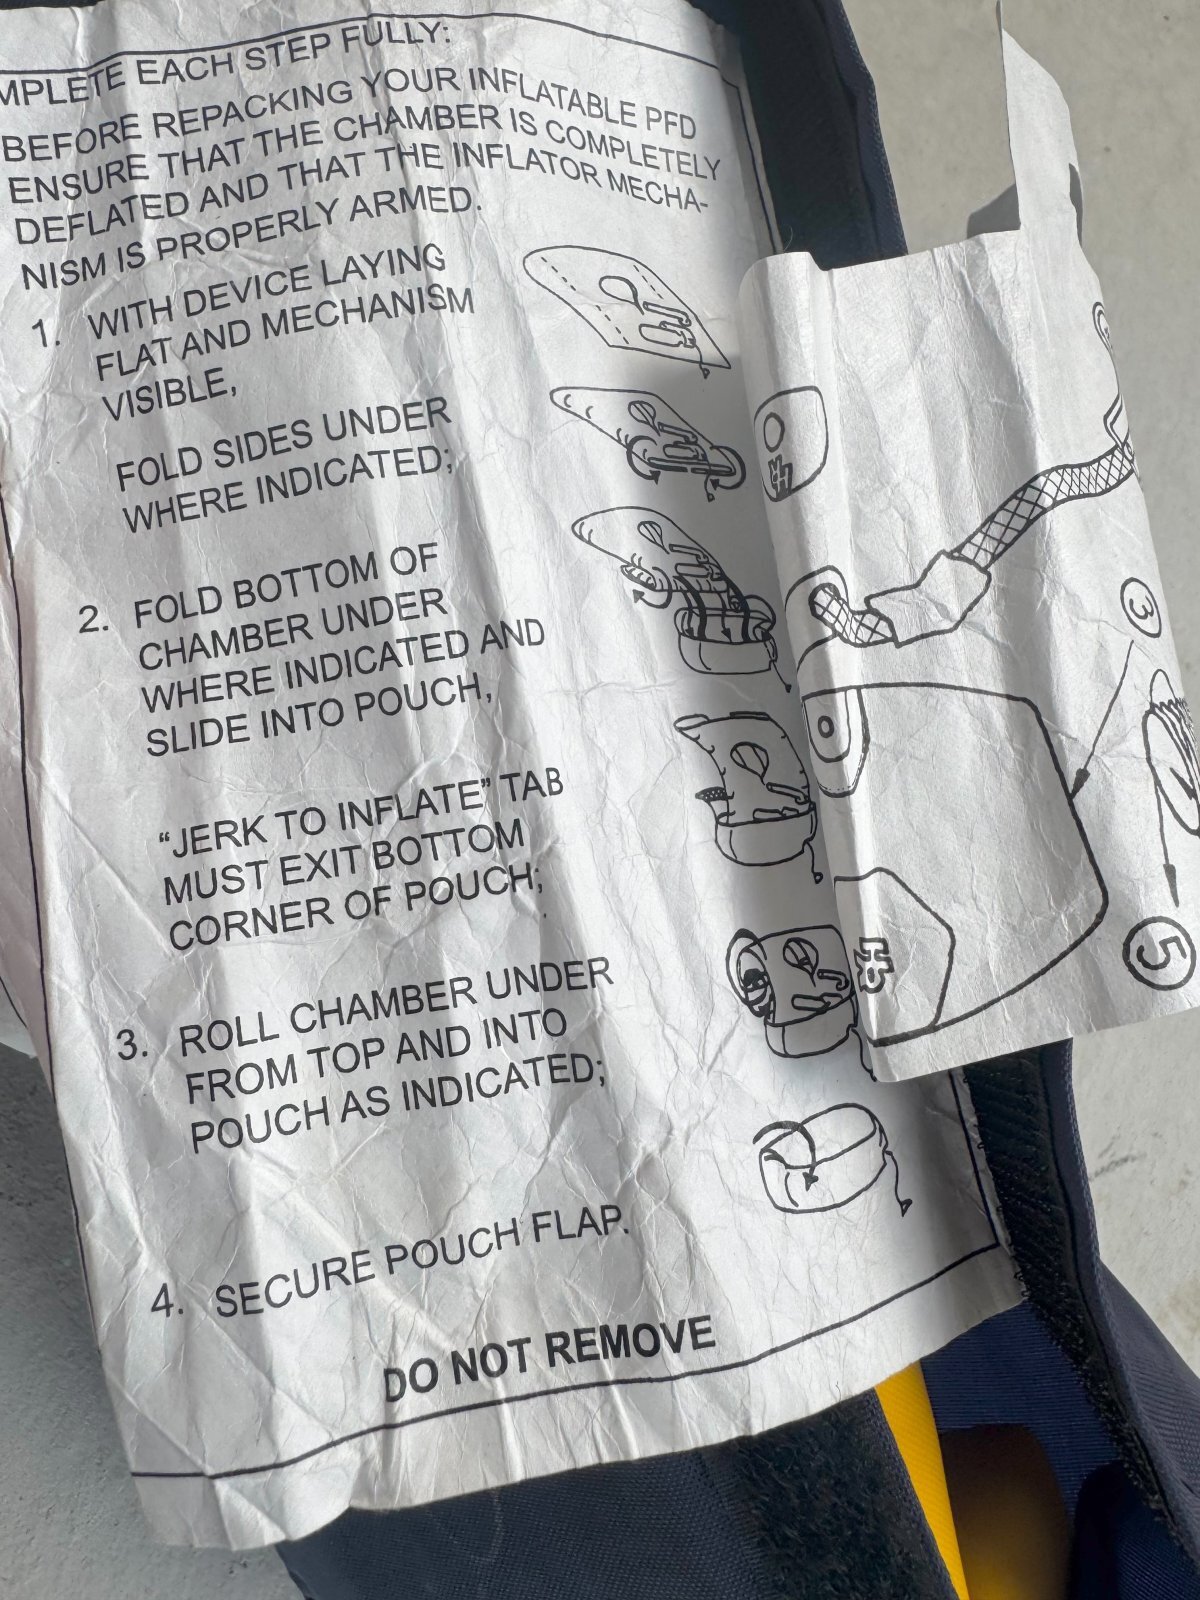 EACH STEP FULLY:
BEFORE REPACKING YOUR INFLATABLE PFD
ENSURE THAT THE CHAMBER IS COMPLETELY
DEFLATED AND THAT THE INFLATOR MECHA-
NISM IS PROPERLY ARMED.
1. WITH DEVICE LAYING
FLAT AND MECHANISM
VISIBLE,
FOLD SIDES UNDER
WHERE INDICATED;
2. FOLD BOTTOM OF
CHAMBER UNDER
WHERE INDICATED AND
SLIDE INTO POUCH,
“JERK TO INFLATE” TAB
MUST EXIT BOTTOM
CORNER OF POUCH;
3. ROLL CHAMBER UNDER
FROM TOP AND INTO
POUCH AS INDICATED;
4. SECURE POUCH FLAP.
DO NOT REMOVE
3
5